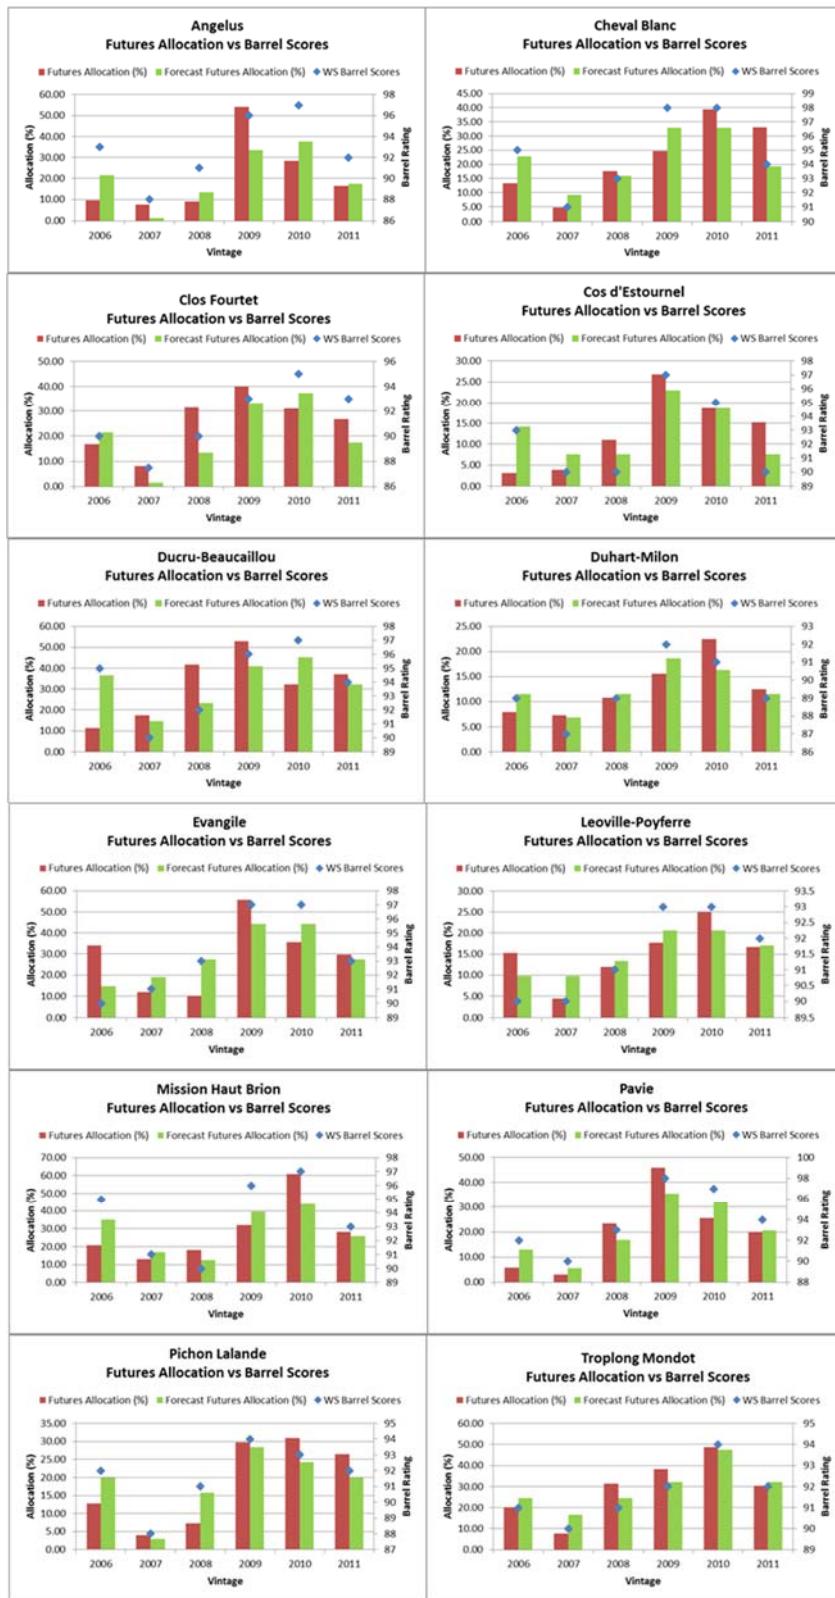 Angelus
Futures Allocation vs Barrel Scores
Futures Allocation (%) Forecast Futures Allocation (%) WS Barrel Scores
60.00 50.00 40.00 30.00 20.00 10.00 0.00
Allocation (%)
98 96 94 92 90 88 86
Barrel Rating
2006 2007 2008 2009 2010 2011
Vintage
Cheval Blanc
Futures Allocation vs Barrel Scores
Futures Allocation (%) Forecast Futures Allocation (%) WS Barrel Scores
45.00 40.00 35.00 30.00 25.00 20.00 15.00 10.00 5.00 0.00
Allocation (%)
99 98 97 96 95 94 93 92 91 90
Barrel Rating
2006 2007 2008 2009 2010 2011
Vintage
Clos Fourtet
Futures Allocation vs Barrel Scores
Futures Allocation (%) Forecast Futures Allocation (%) WS Barrel Scores
50.00 40.00 30.00 20.00 10.00 0.00
Allocation (%)
96 94 92 90 88 86
Barrel Rating
2006 2007 2008 2009 2010 2011
Vintage
Cos d'Estournel
Futures Allocation vs Barrel Scores
Futures Allocation (%) Forecast Futures Allocation (%) WS Barrel Scores
30.00 25.00 20.00 15.00 10.00 5.00 0.00
Allocation (%)
98 97 96 95 94 93 92 91 90 89
Barrel Rating
2006 2007 2008 2009 2010 2011
Vintage
Ducru-Beaucaillou
Futures Allocation vs Barrel Scores
Futures Allocation (%) Forecast Futures Allocation (%) WS Barrel Scores
60.00 50.00 40.00 30.00 20.00 10.00 0.00
Allocation (%)
98 97 96 95 94 93 92 91 90 89
Barrel Rating
2006 2007 2008 2009 2010 2011
Vintage
Duhart-Milon
Futures Allocation vs Barrel Scores
Futures Allocation (%) Forecast Futures Allocation (%) WS Barrel Scores
25.00 20.00 15.00 10.00 5.00 0.00
Allocation (%)
93 92 91 90 89 88 87 86
Barrel Rating
2006 2007 2008 2009 2010 2011
Vintage
Evangile
Futures Allocation vs Barrel Scores
Futures Allocation (%) Forecast Futures Allocation (%) WS Barrel Scores
60.00 50.00 40.00 30.00 20.00 10.00 0.00
Allocation (%)
98 97 96 95 94 93 92 91 90 89
Barrel Rating
2006 2007 2008 2009 2010 2011
Vintage
Leoville-Poyferre
Futures Allocation vs Barrel Scores
Futures Allocation (%) Forecast Futures Allocation (%) WS Barrel Scores
30.00 25.00 20.00 15.00 10.00 5.00 0.00
Allocation (%)
93.5 93 92.5 92 91.5 91 90.5 90 89.5
Barrel Rating
2006 2007 2008 2009 2010 2011
Vintage
Mission Haut Brion
Futures Allocation vs Barrel Scores
Futures Allocation (%) Forecast Futures Allocation (%) WS Barrel Scores
70.00 60.00 50.00 40.00 30.00 20.00 10.00 0.00
Allocation (%)
98 97 96 95 94 93 92 91 90 89
Barrel Rating
2006 2007 2008 2009 2010 2011
Vintage
Pavie
Futures Allocation vs Barrel Scores
Futures Allocation (%) Forecast Futures Allocation (%) WS Barrel Scores
50.00 40.00 30.00 20.00 10.00 0.00
Allocation (%)
100 98 96 94 92 90 88
Barrel Rating
2006 2007 2008 2009 2010 2011
Vintage
Pichon Lalande
Futures Allocation vs Barrel Scores
Futures Allocation (%) Forecast Futures Allocation (%) WS Barrel Scores
35.00 30.00 25.00 20.00 15.00 10.00 5.00 0.00
Allocation (%)
95 94 93 92 91 90 89 88 87
Barrel Rating
2006 2007 2008 2009 2010 2011
Vintage
Troplong Mondot
Futures Allocation vs Barrel Scores
Futures Allocation (%) Forecast Futures Allocation (%) WS Barrel Scores
60.00 50.00 40.00 30.00 20.00 10.00 0.00
Allocation (%)
95 94 93 92 91 90 89
Barrel Rating
2006 2007 2008 2009 2010 2011
Vintage